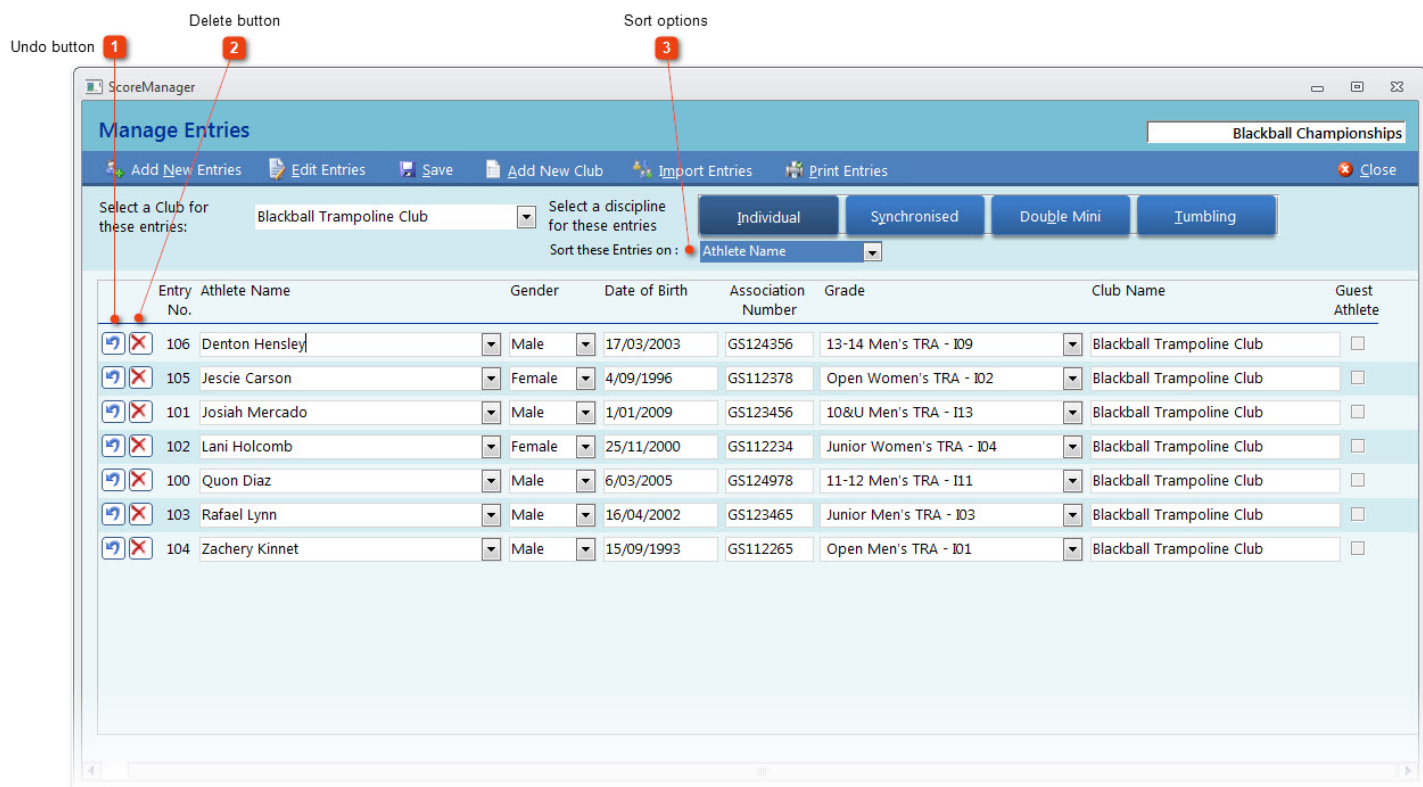 Delete button
Sort options
Undo button 1
2
3
ScoreManager
Manage Entries
Blackball Championships
Add New Entries Edit Entries Save Add New Club Import Entries Print Entries Close
Select a Club for
these entries:
Blackball Trampoline Club
Select a discipline
for these entries
Individual Synchronised Double Mini Tumbling
Sort these Entries on : Athlete Name
Entry Athlete Name Gender Date of Birth Association Grade Club Name Guest
No. Number Athlete
106 Denton Hensley Male 17/03/2003 GS124356 13-14 Men's TRA - I09 Blackball Trampoline Club
105 Jescie Carson Female 4/09/1996 GS112378 Open Women's TRA - I02 Blackball Trampoline Club
101 Josiah Mercado Male 1/01/2009 GS123456 10&U Men's TRA - I13 Blackball Trampoline Club
102 Lani Holcomb Female 25/11/2000 GS112234 Junior Women's TRA - I04 Blackball Trampoline Club
100 Quon Diaz Male 6/03/2005 GS124978 11-12 Men's TRA - I11 Blackball Trampoline Club
103 Rafael Lynn Male 16/04/2002 GS123465 Junior Men's TRA - I03 Blackball Trampoline Club
104 Zachery Kinnet Male 15/09/1993 GS112265 Open Men's TRA - I01 Blackball Trampoline Club